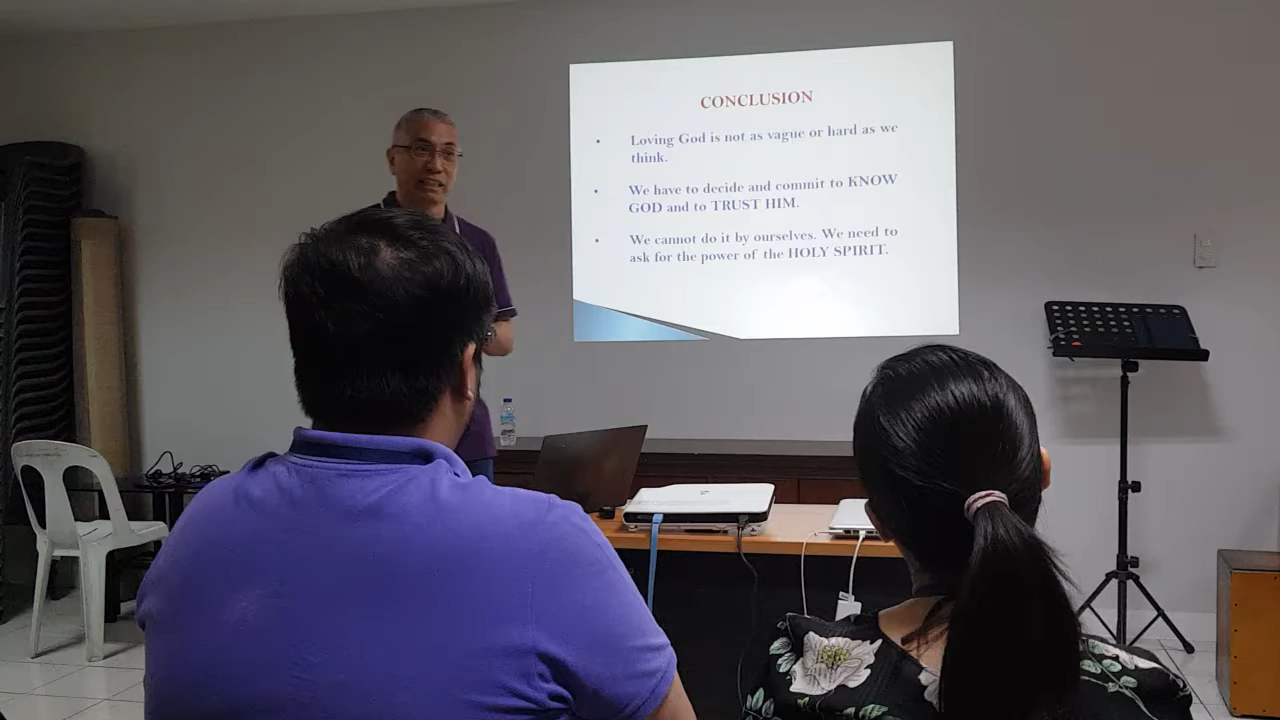 CONCLUSION
• Loving God is not as vague or hard as we
think.
• We have to decide and commit to KNOW
GOD and to TRUST HIM.
• We cannot do it by ourselves. We need to
ask for the power of the HOLY SPIRIT.